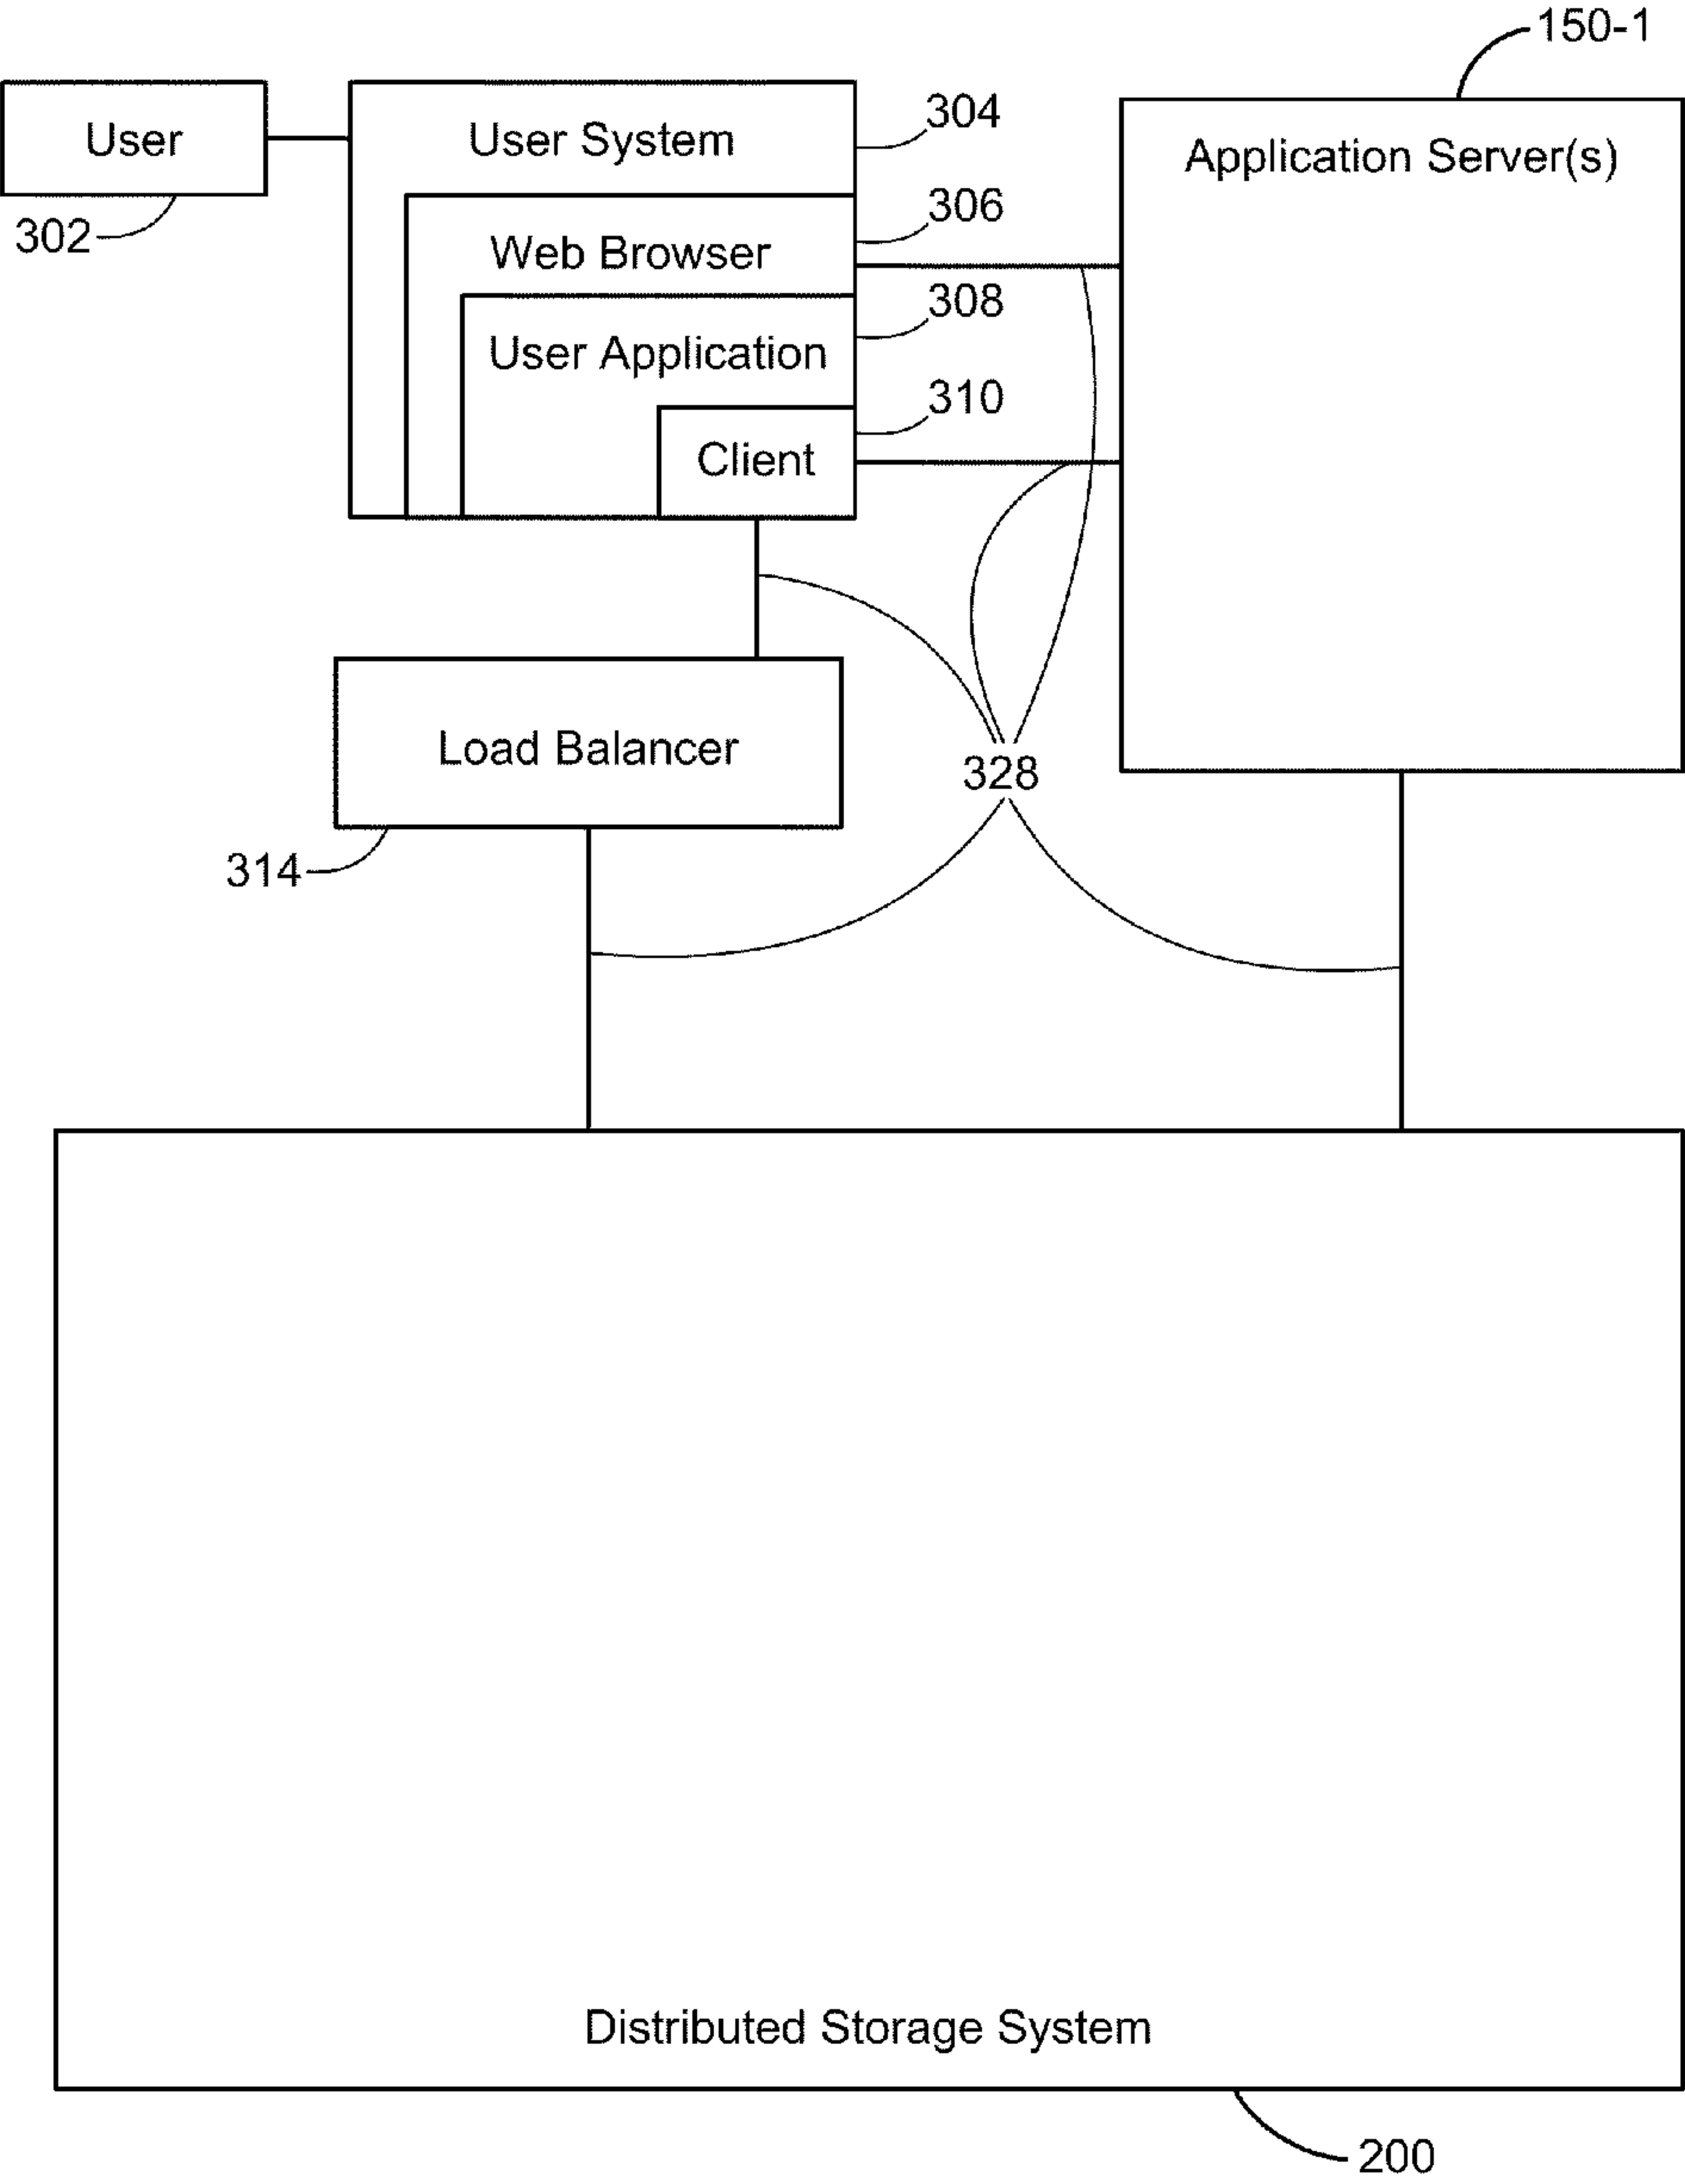 150-1
User
User System
304
Application Server(s)
302
306
Web Browser
308
User Application
310
Client
Load Balancer
328
314
Distributed Storage System
200